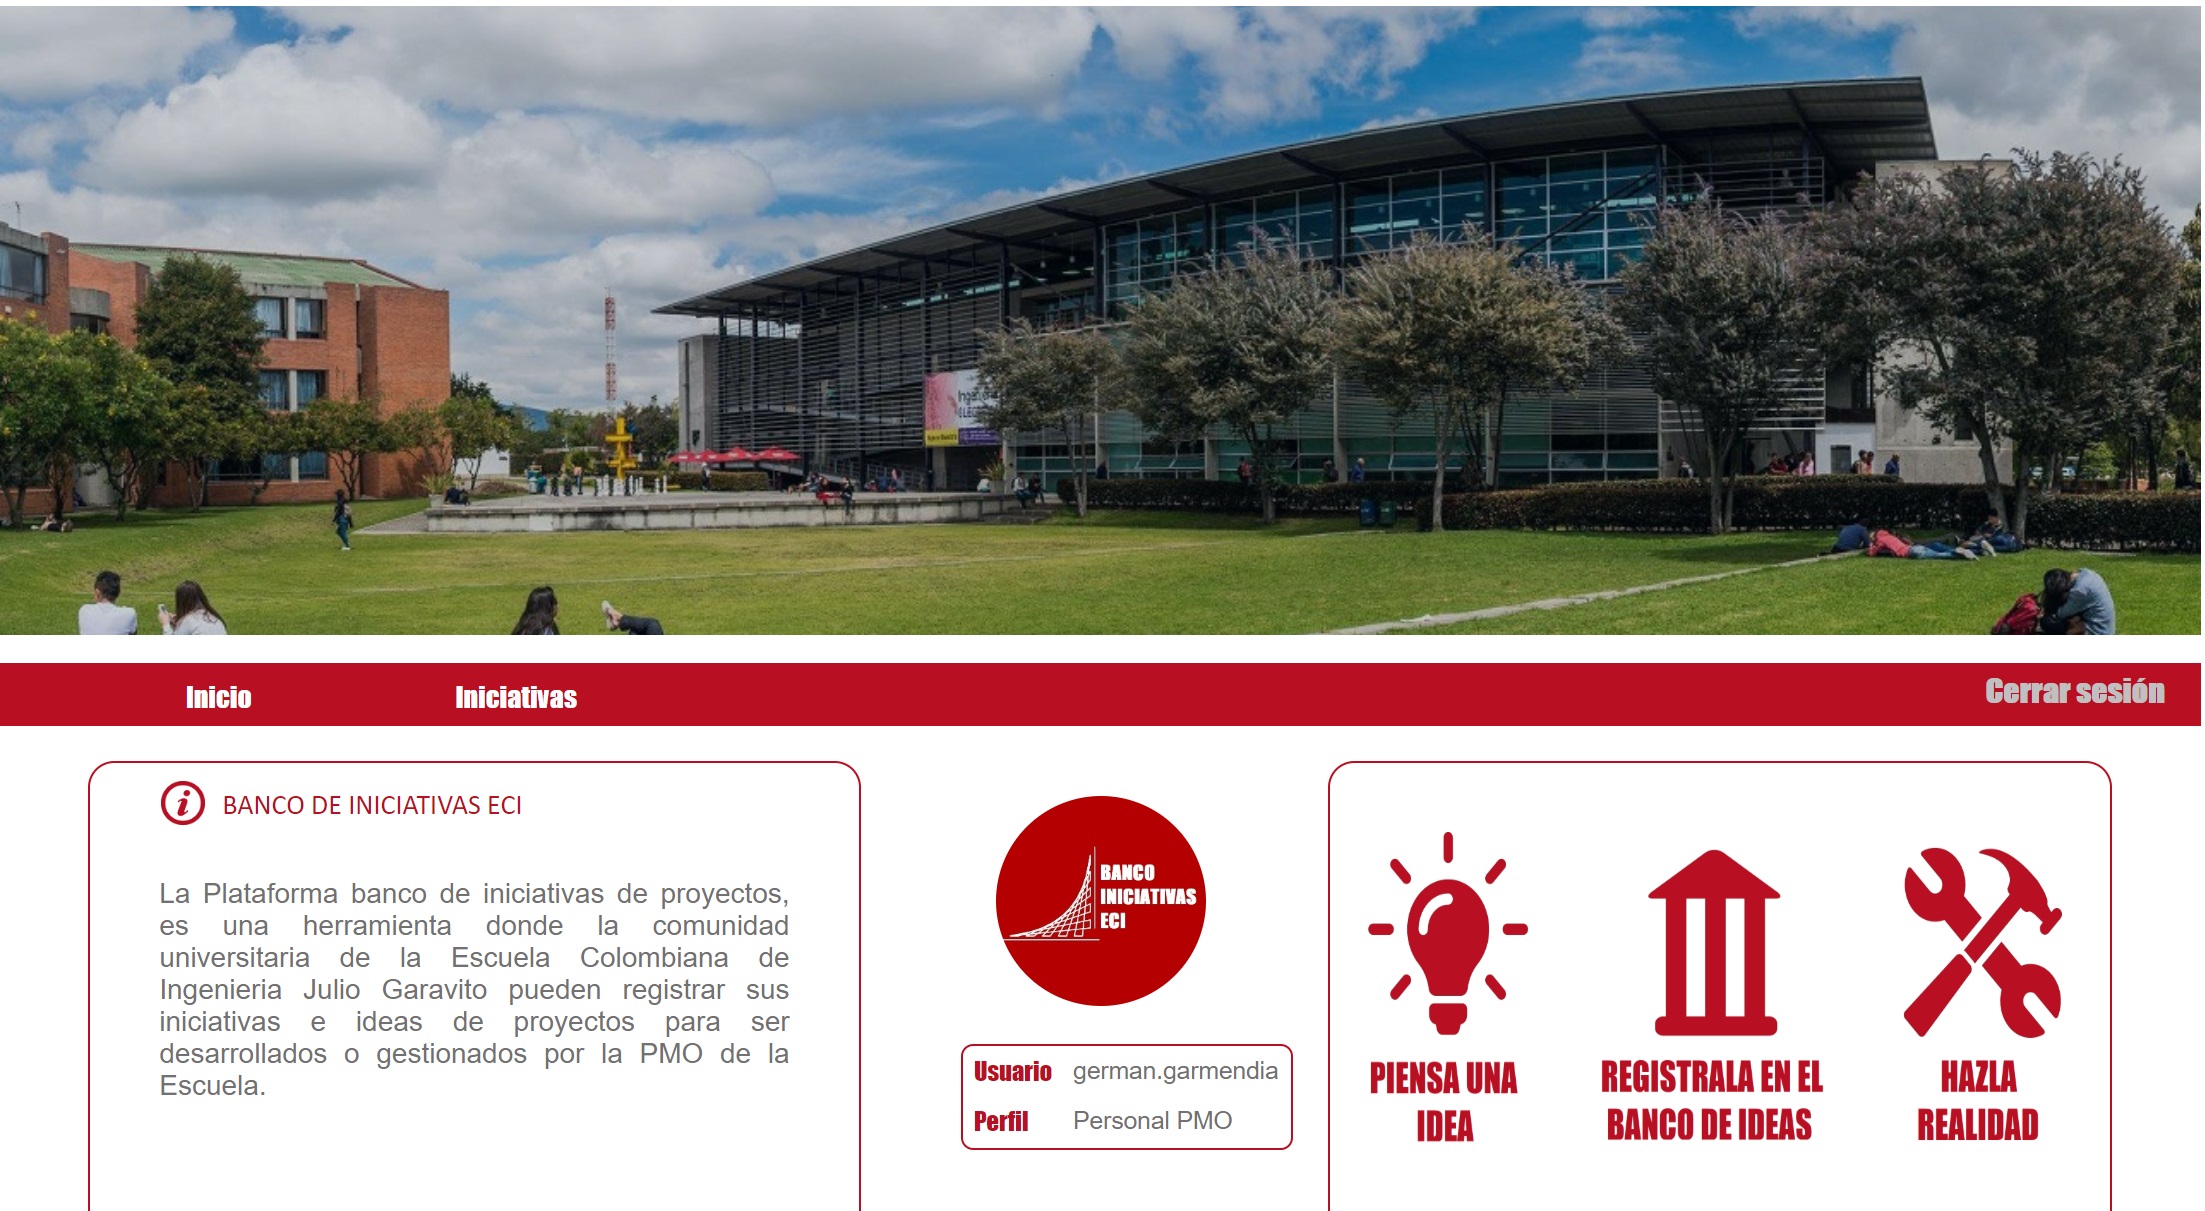 Inicio
Iniciativas
Cerrar sesión
BANCO DE INICIATIVAS ECI
La Plataforma banco de iniciativas de proyectos,
es una herramienta donde la comunidad
universitaria de la Escuela Colombiana de
Ingenieria Julio Garavito pueden registrar sus
iniciativas e ideas de proyectos para ser
desarrollados o gestionados por la PMO de la
Escuela.
BANCO
INICIATIVAS
ECI
Usuario german.garmendia
Perfil Personal PMO
PIENSA UNA
IDEA
REGISTRALA EN EL
BANCO DE IDEAS
HAZLA
REALIDAD